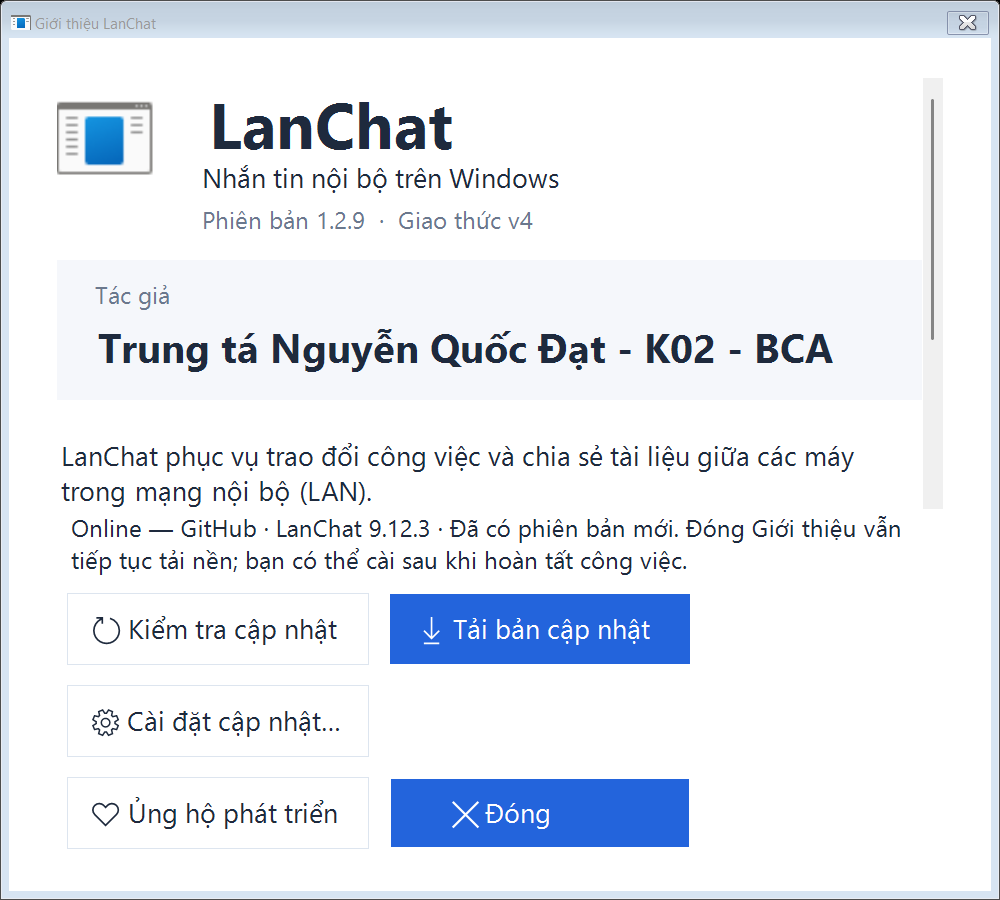 Giới thiệu LanChat
LanChat
Nhắn tin nội bộ trên Windows
Phiên bản 1.2.9 · Giao thức v4
Tác giả
Trung tá Nguyễn Quốc Đạt - K02 - BCA
LanChat phục vụ trao đổi công việc và chia sẻ tài liệu giữa các máy
trong mạng nội bộ (LAN).
Online — GitHub · LanChat 9.12.3 · Đã có phiên bản mới. Đóng Giới thiệu vẫn
tiếp tục tải nền; bạn có thể cài sau khi hoàn tất công việc.
Kiểm tra cập nhật
Tải bản cập nhật
Cài đặt cập nhật...
Ủng hộ phát triển
Đóng